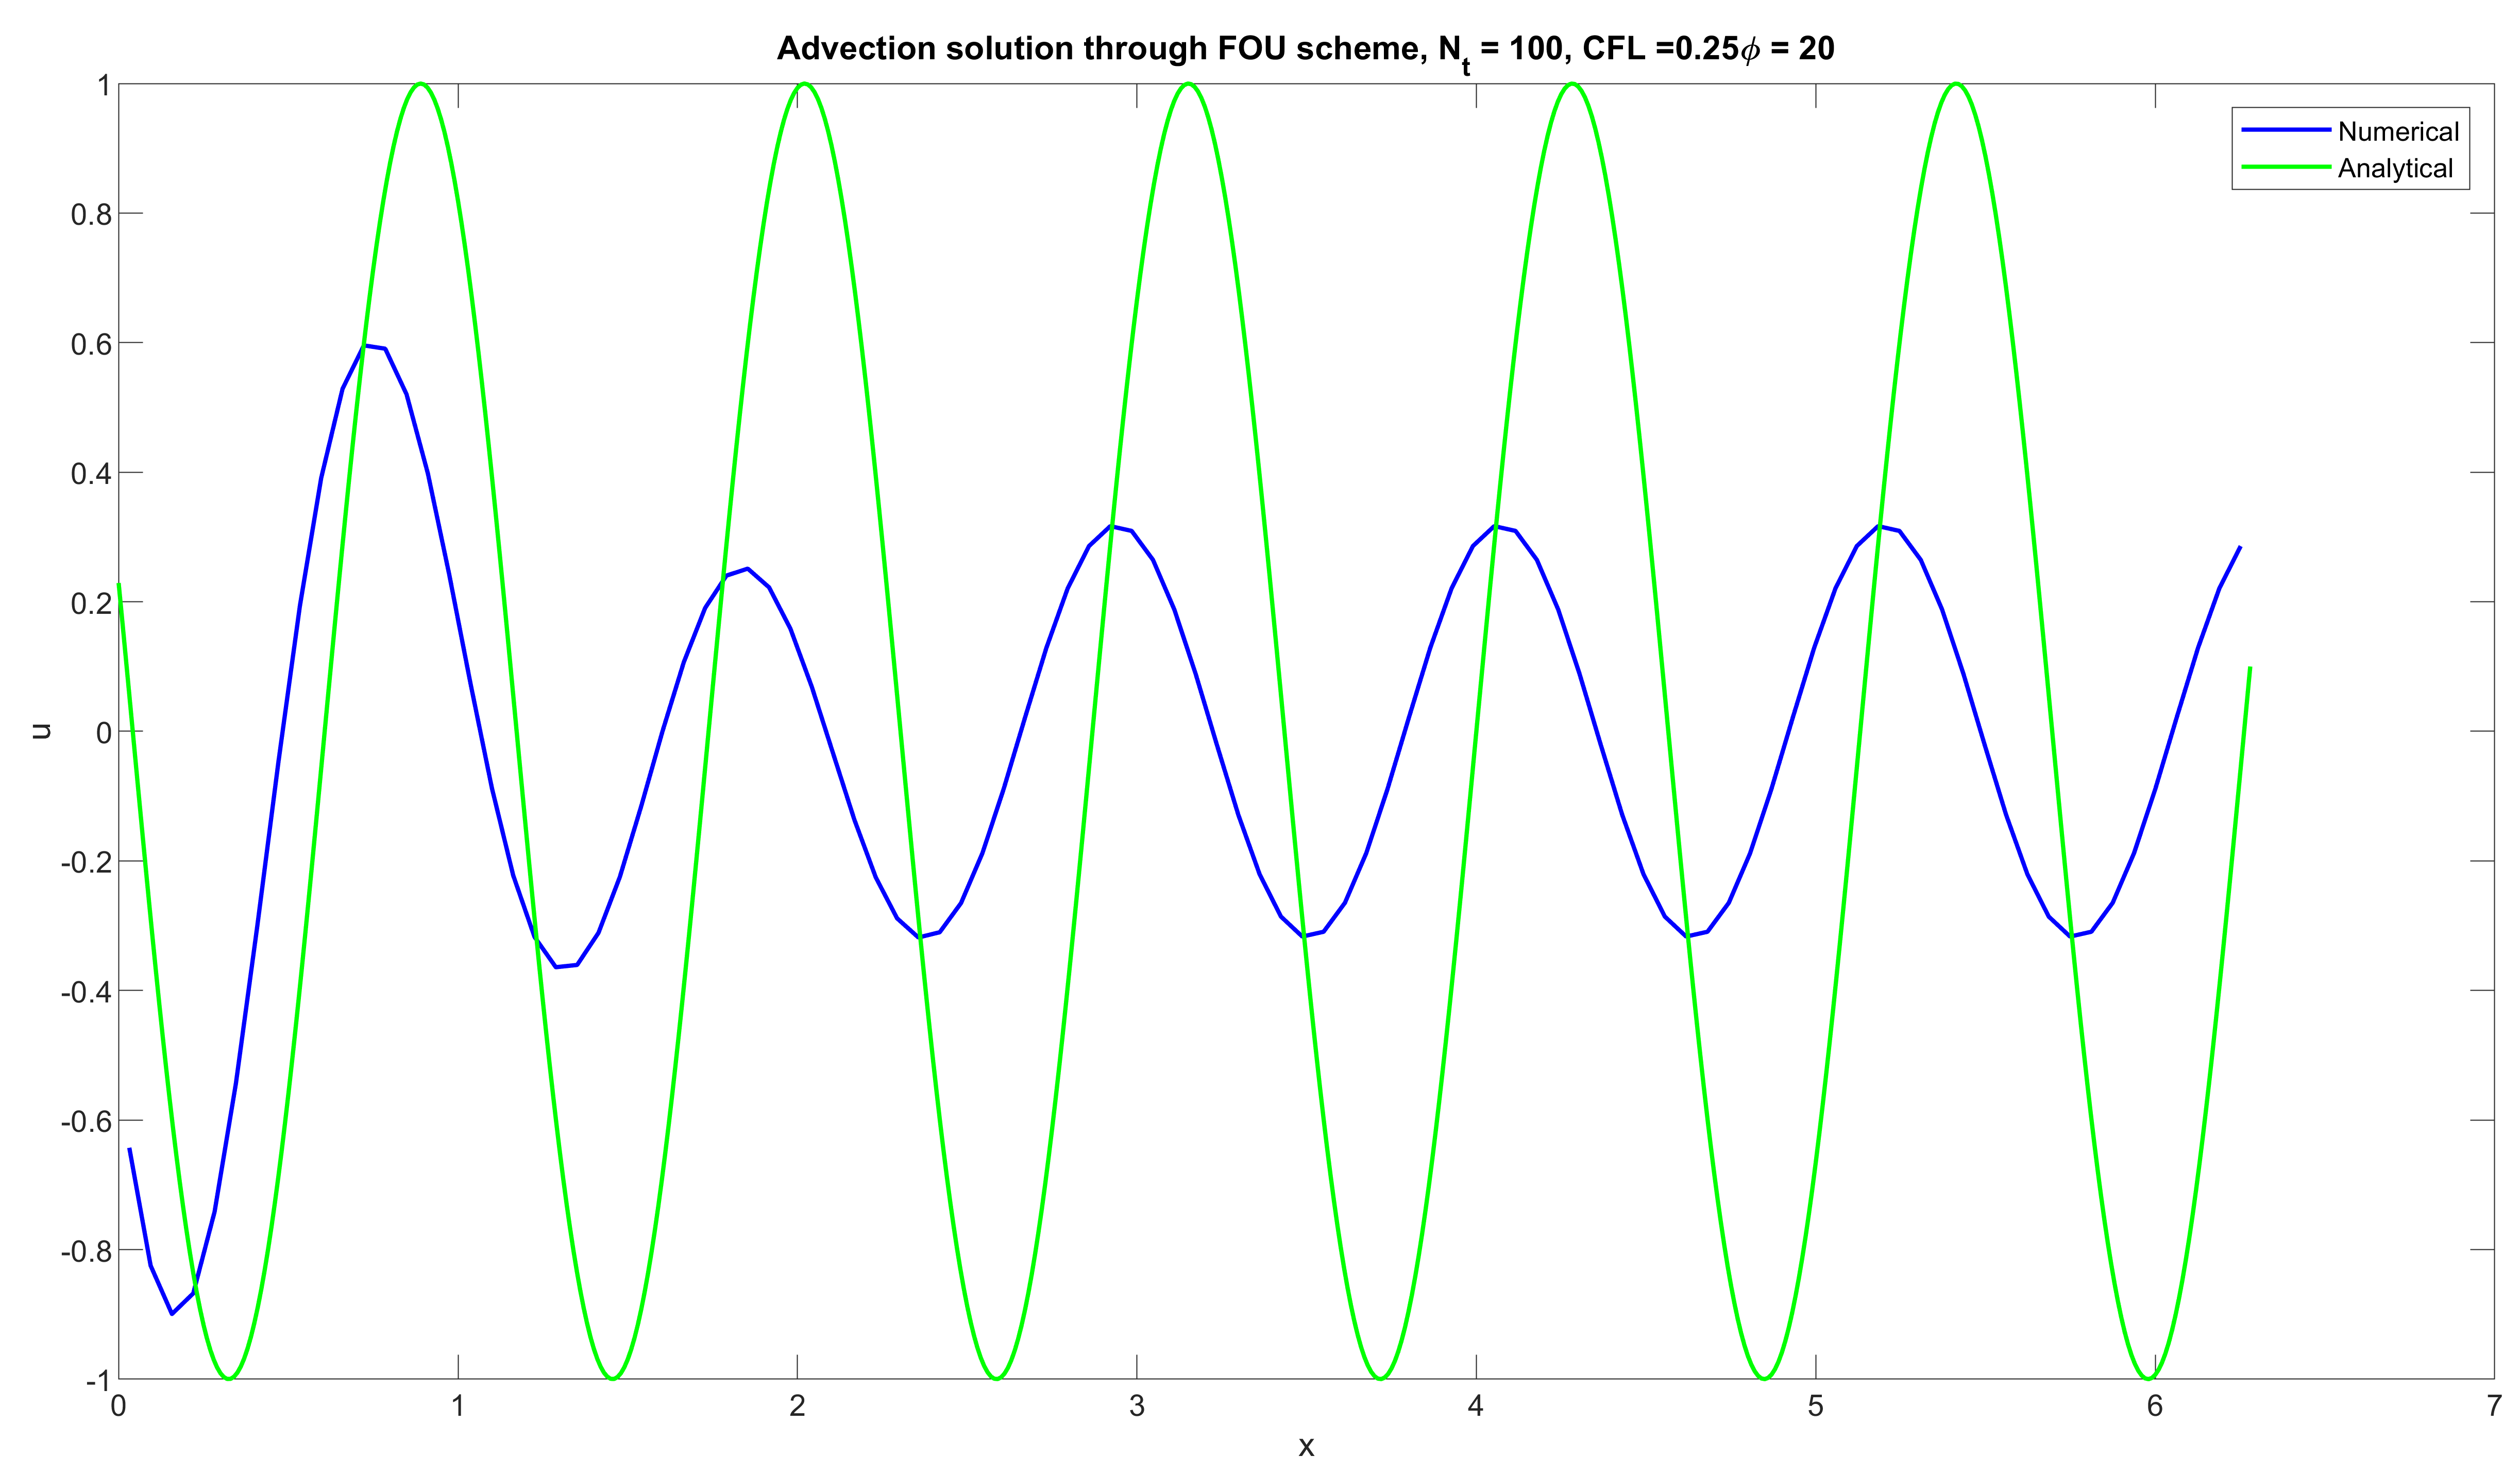 Advection solution through FOU scheme, N_t = 100, CFL =0.25ϕ = 20
1
0.8
0.6
0.4
0.2
0
-0.2
-0.4
-0.6
-0.8
-1
u
Numerical
Analytical
0 1 2 3 4 5 6 7
x